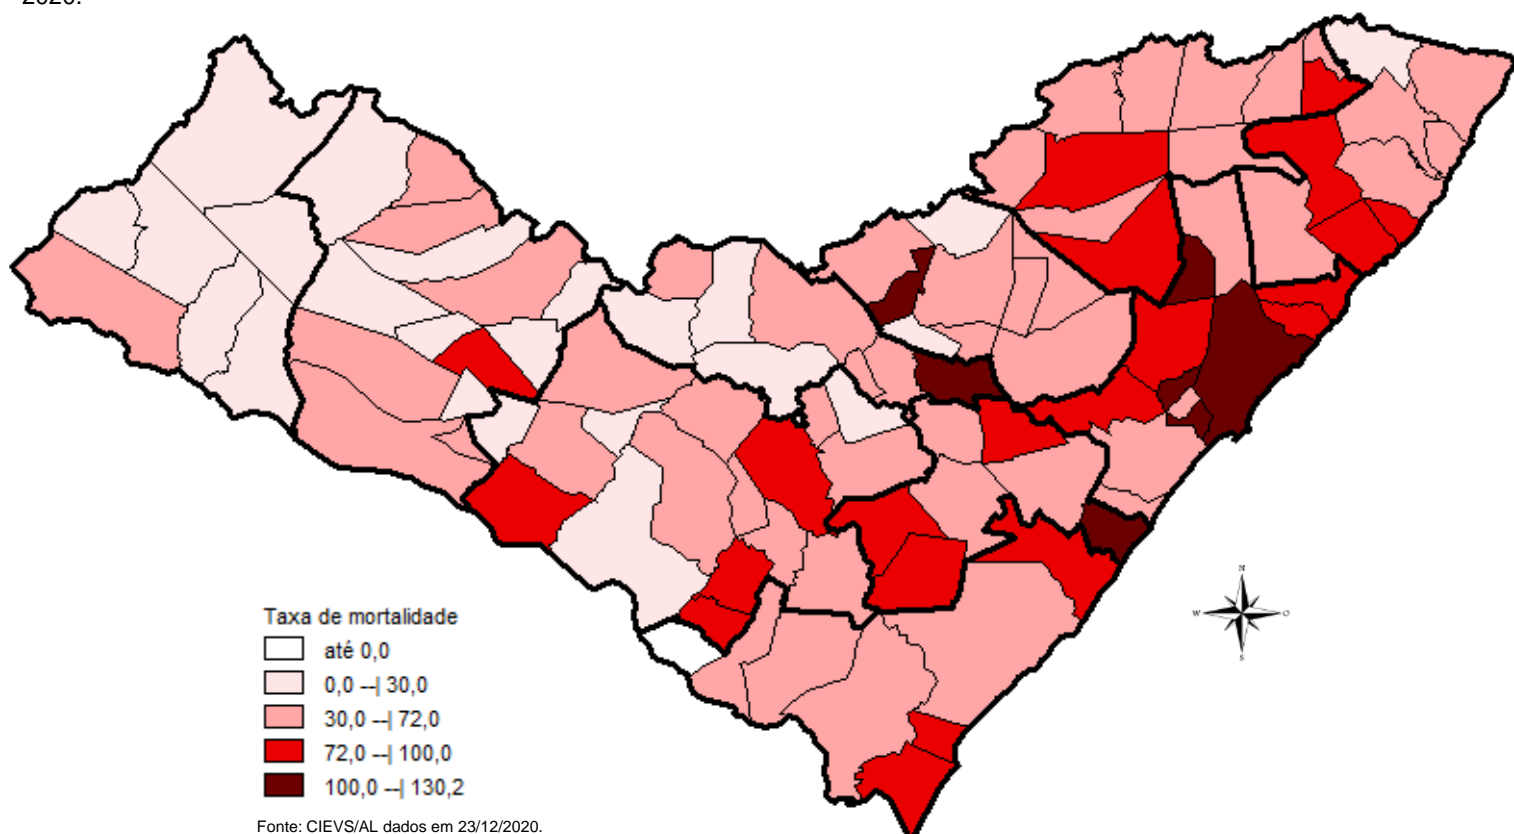 2020.
N
W O
S
Taxa de mortalidade
até 0,0
0,0 --| 30,0
30,0 --| 72,0
72,0 --| 100,0
100,0 --| 130,2
Fonte: CIEVS/AL dados em 23/12/2020.